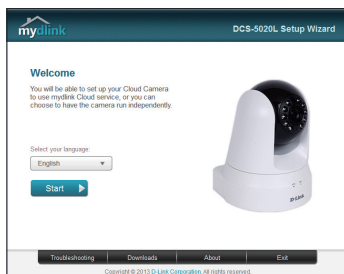 mydlink
DCS-5020L Setup Wizard
Welcome
You will be able to set up your Cloud Camera
to use mydlink Cloud service, or you can
choose to have the camera run independently.
Select your language:
English
Start
D-Link
Troubleshooting
Downloads
About
Exit
Copyright © 2013 D-Link Corporation. All rights reserved.